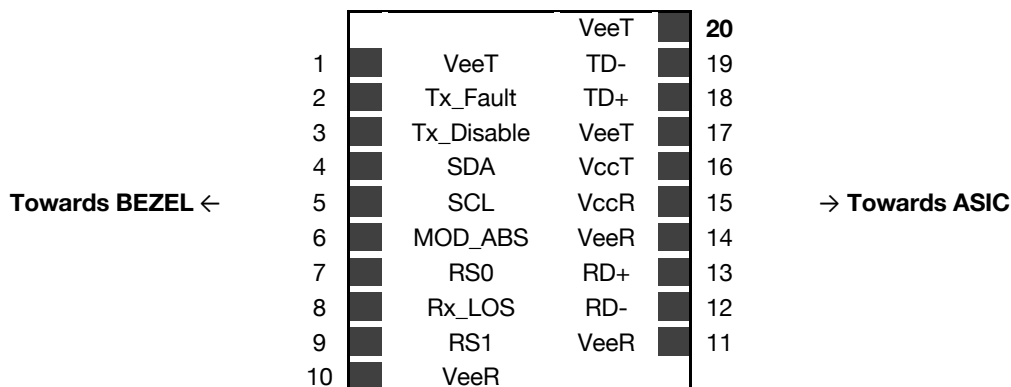 VeeT 20
1 VeeT TD- 19
2 Tx_Fault TD+ 18
3 Tx_Disable VeeT 17
4 SDA VccT 16
Towards BEZEL ← 5 SCL VccR 15 → Towards ASIC
6 MOD_ABS VeeR 14
7 RS0 RD+ 13
8 Rx_LOS RD- 12
9 RS1 VeeR 11
10 VeeR